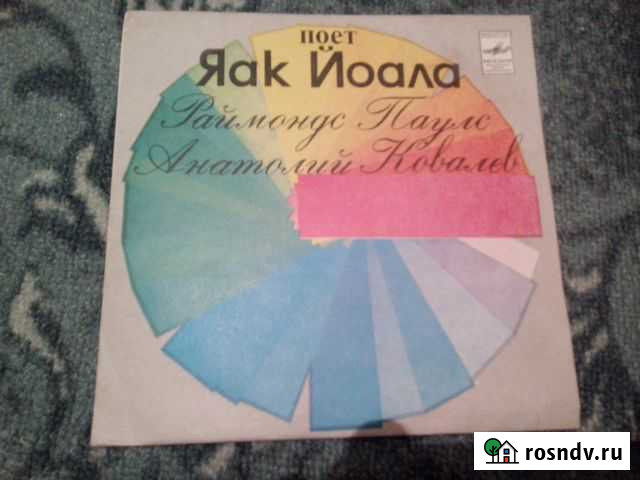 поет
Яак Йоала
Раймондс Паулс
Анатолий Ковалев
rosndv.ru